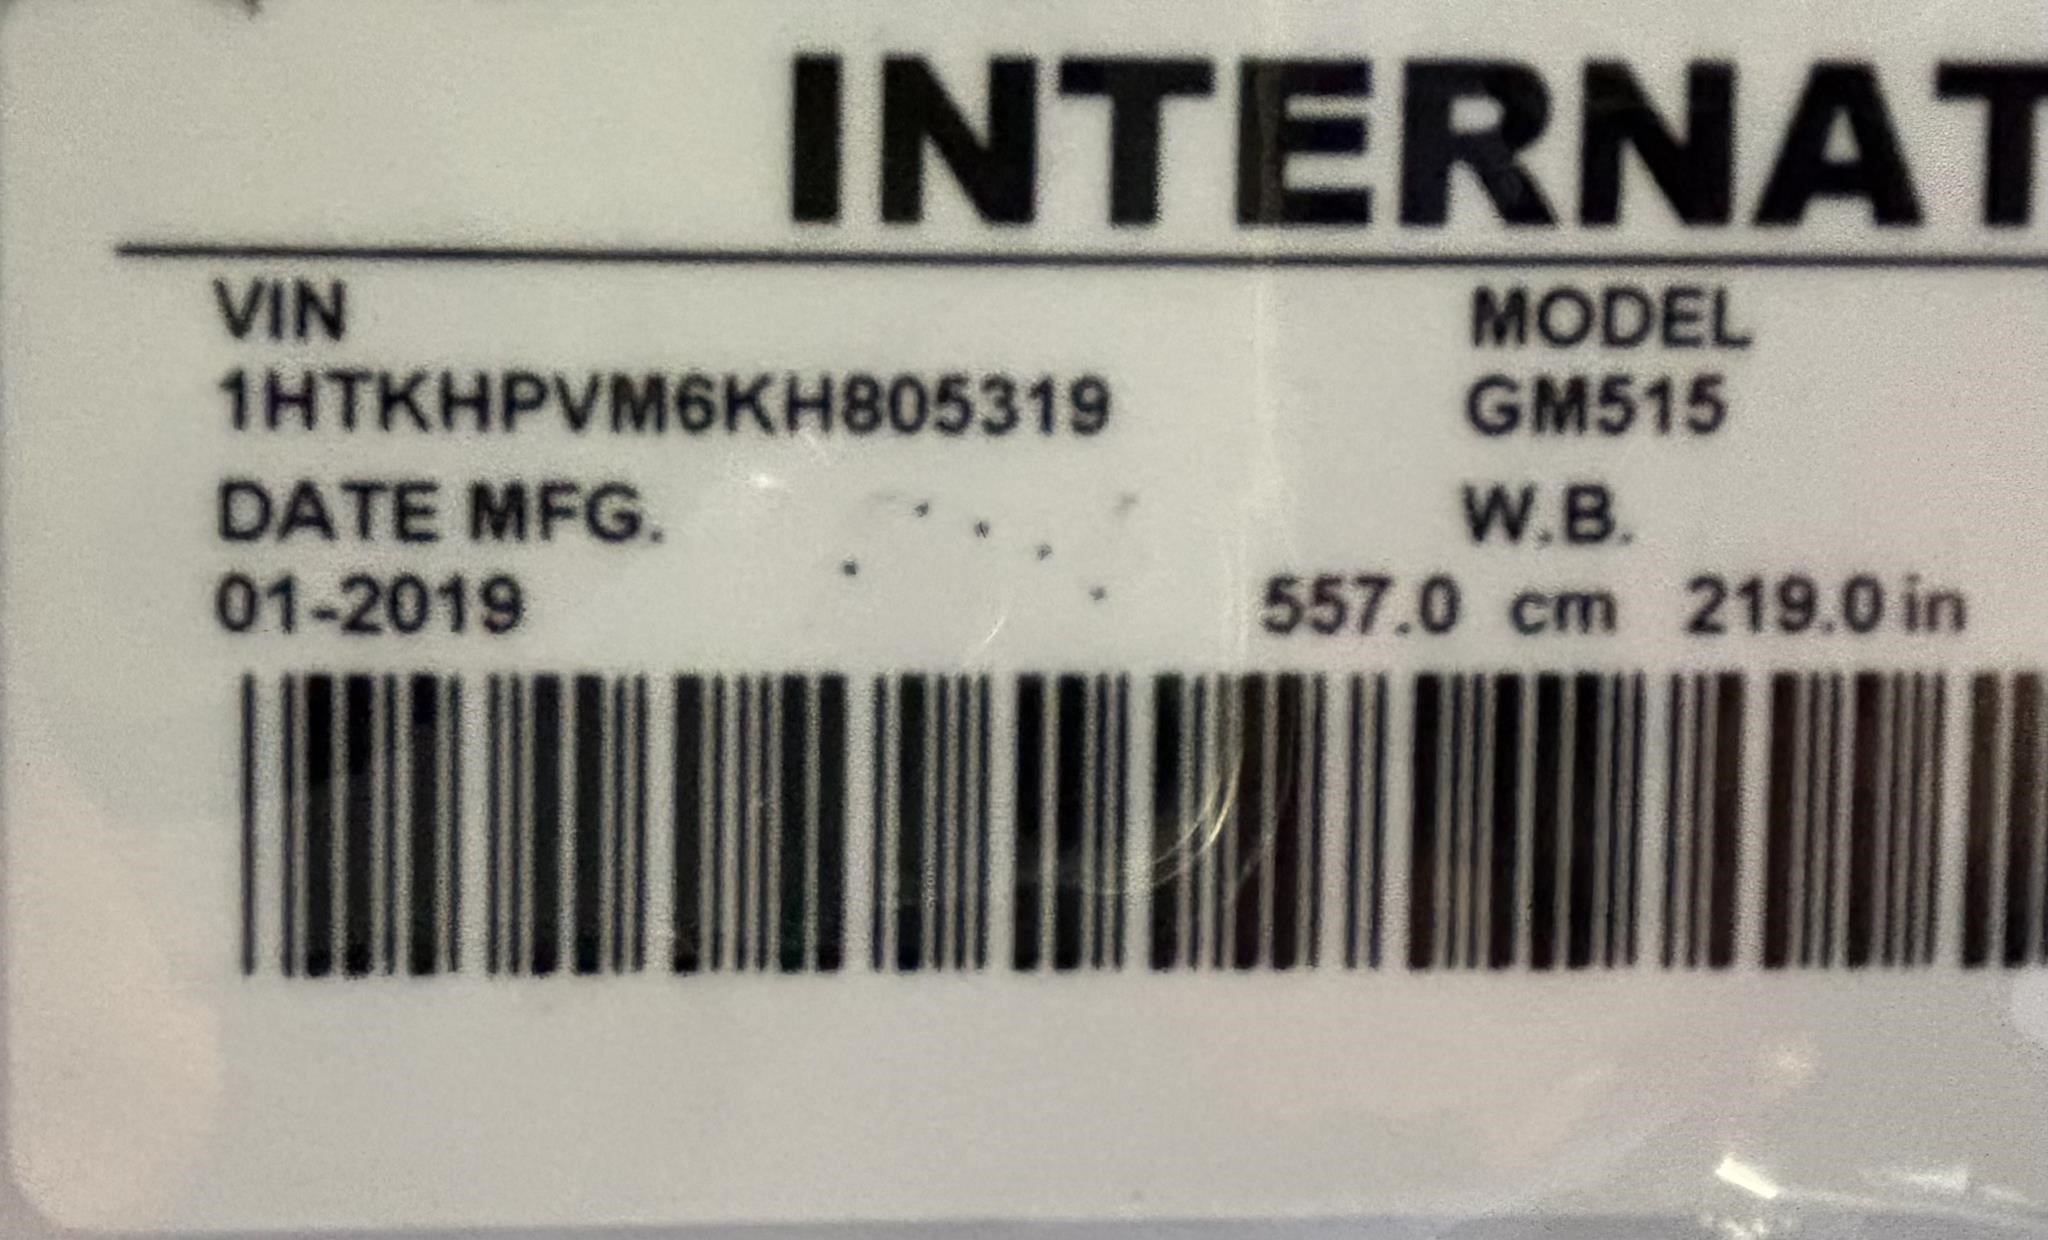 INTERNAT
VIN
1HTKHPVM6KH805319
MODEL
GM515
DATE MFG.
01-2019
W.B.
557.0 cm 219.0 in